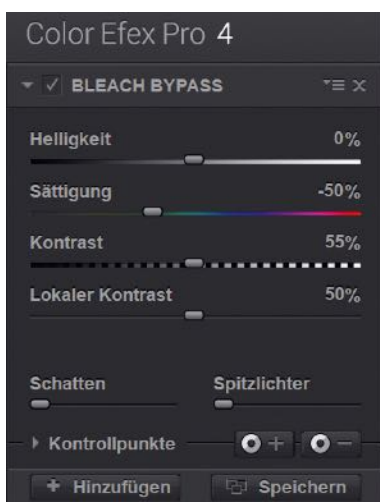 Color Efex Pro 4
BLEACH BYPASS
Helligkeit 0%
Sättigung -50%
Kontrast 55%
Lokaler Kontrast 50%
Schatten Spitzlichter
Kontrollpunkte
Hinzufügen Speichern